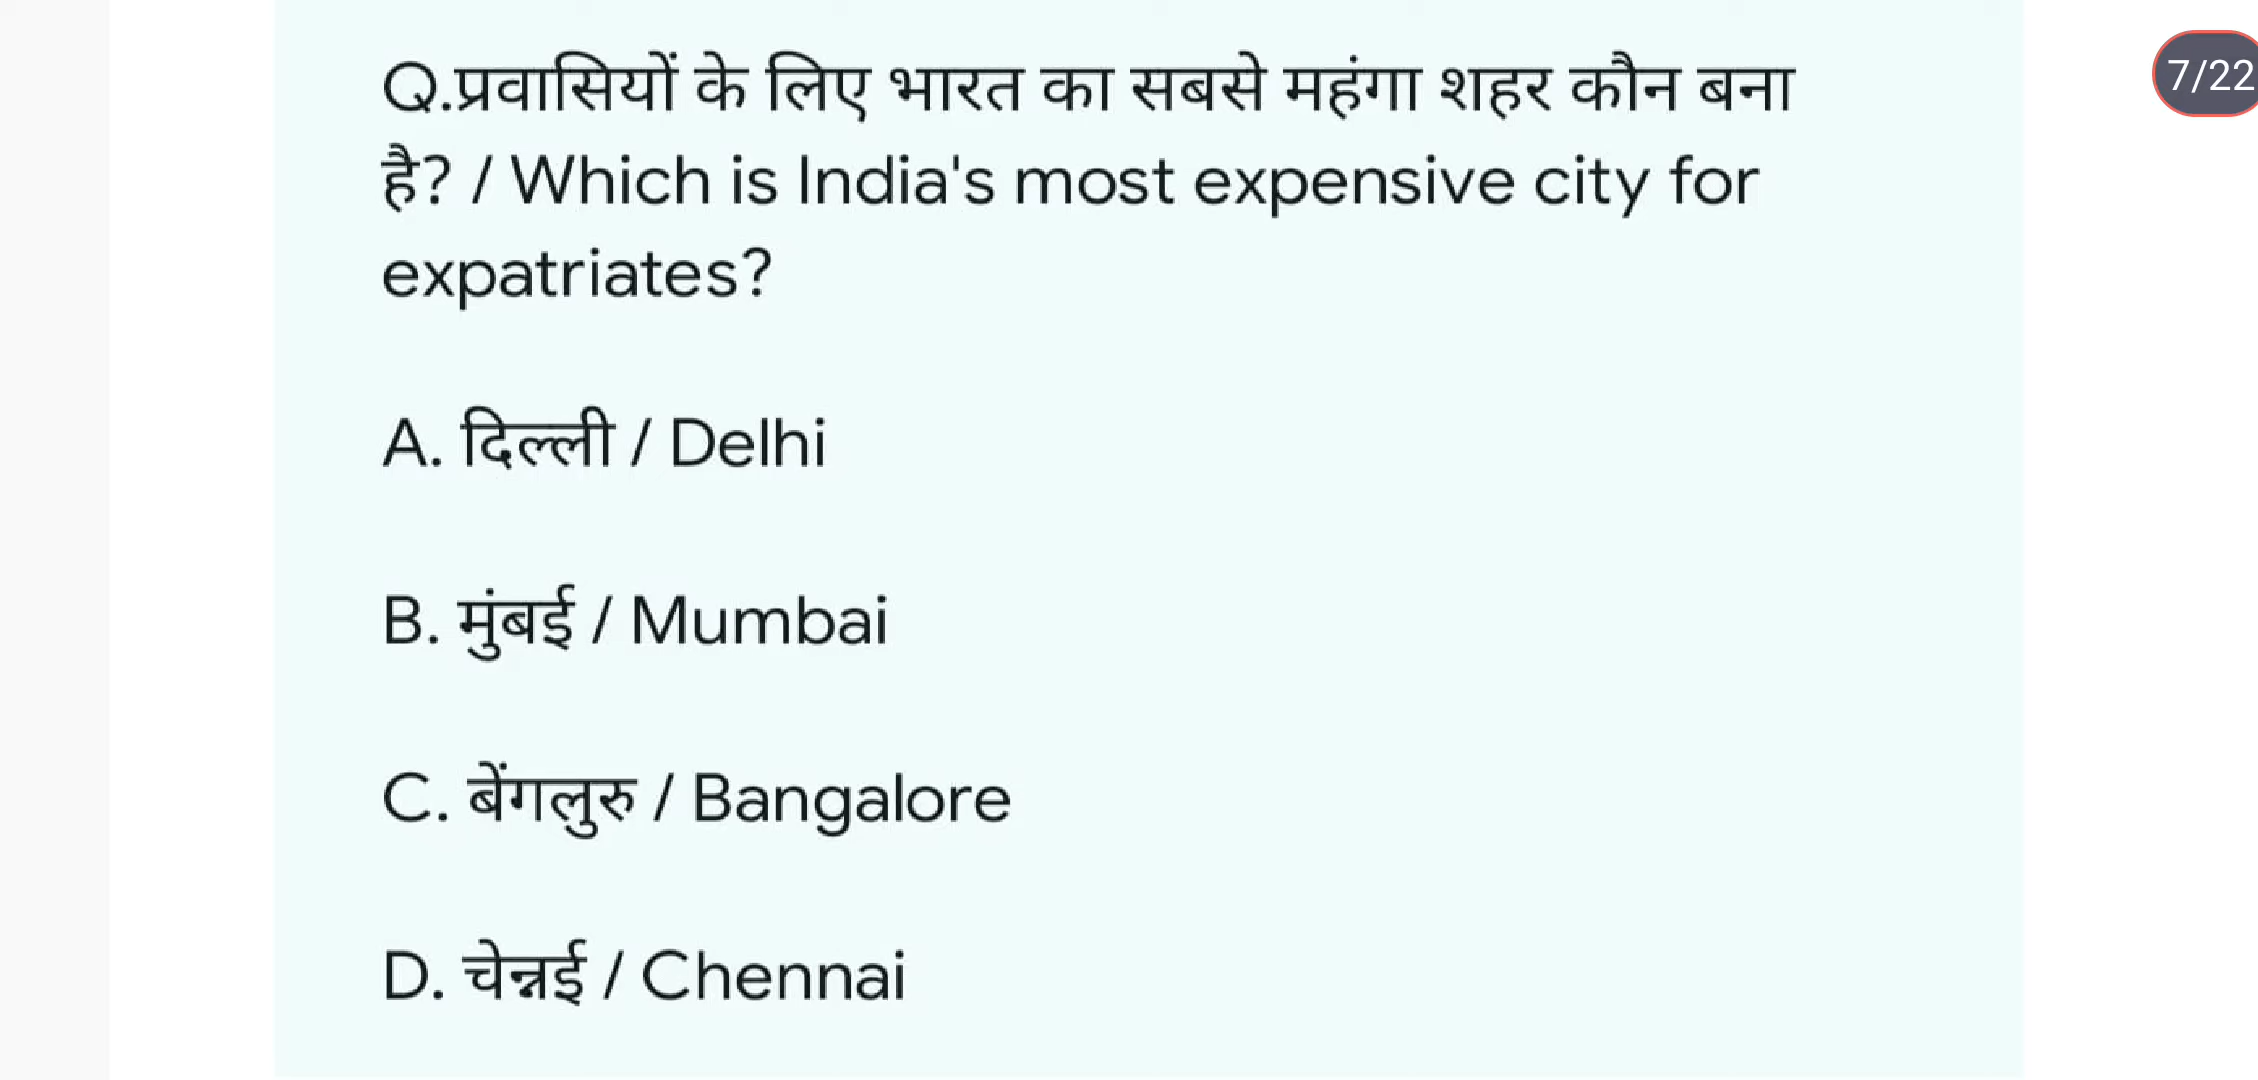 Q.प्रवासियों के लिए भारत का सबसे महंगा शहर कौन बना
है? / Which is India's most expensive city for
expatriates?
A. दिल्ली / Delhi
B. मुंबई / Mumbai
C. बेंगलुरु / Bangalore
D. चेन्नई / Chennai
7/22